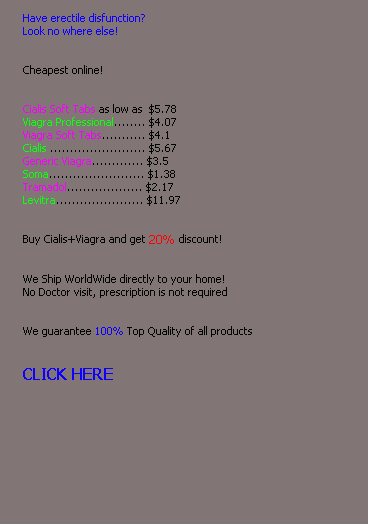 Have erectile disfunction?
Look no where else!
Cheapest online!
Cialis Soft Tabs as low as $5.78
Viagra Professional........ $4.07
Viagra Soft Tabs........... $4.1
Cialis ........................ $5.67
Generic Viagra............. $3.5
Soma........................ $1.38
Tramadol................... $2.17
Levitra...................... $11.97
Buy Cialis+Viagra and get 20% discount!
We Ship WorldWide directly to your home!
No Doctor visit, prescription is not required
We guarantee 100% Top Quality of all products
CLICK HERE